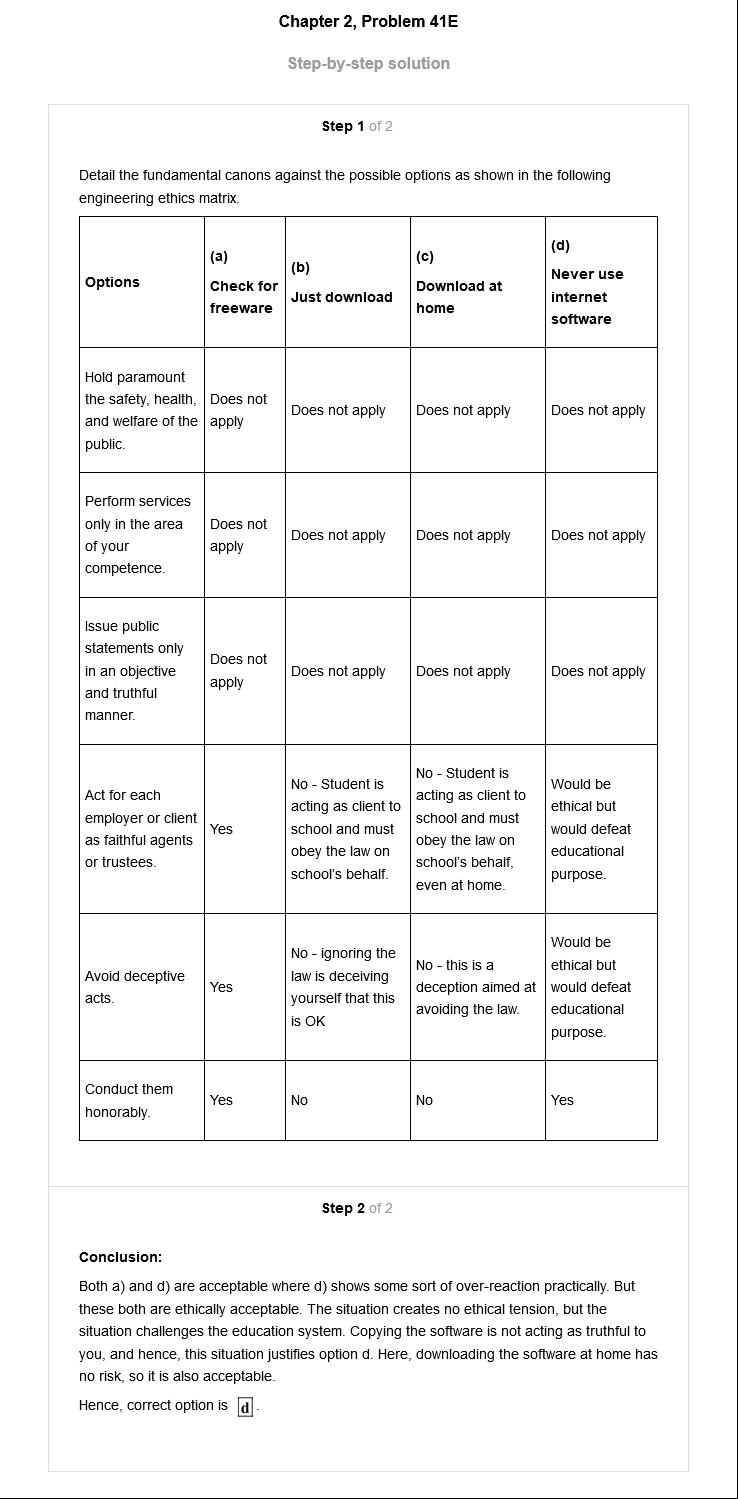 Chapter 2, Problem 41E
Step-by-step solution
Step 1 of 2
Detail the fundamental canons against the possible options as shown in the following
engineering ethics matrix.
Options
(a)
Check for
freeware
(b)
Just download
(c)
Download at
home
(d)
Never use
internet
software
Hold paramount
the safety, health,
and welfare of the
public.
Does not
apply
Does not apply
Does not apply
Does not apply
Perform services
only in the area
of your
competence.
Does not
apply
Does not apply
Does not apply
Does not apply
Issue public
statements only
in an objective
and truthful
manner.
Does not
apply
Does not apply
Does not apply
Does not apply
Act for each
employer or client
as faithful agents
or trustees.
Yes
No - Student is
acting as client to
school and must
obey the law on
school's behalf.
No - Student is
acting as client to
school and must
obey the law on
school's behalf,
even at home.
Would be
ethical but
would defeat
educational
purpose.
Avoid deceptive
acts.
Yes
No - ignoring the
law is deceiving
yourself that this
is OK
No - this is a
deception aimed at
avoiding the law.
Would be
ethical but
would defeat
educational
purpose.
Conduct them
honorably.
Yes
No
No
Yes
Step 2 of 2
Conclusion:
Both a) and d) are acceptable where d) shows some sort of over-reaction practically. But
these both are ethically acceptable. The situation creates no ethical tension, but the
situation challenges the education system. Copying the software is not acting as truthful to
you, and hence, this situation justifies option d. Here, downloading the software at home has
no risk, so it is also acceptable.
Hence, correct option is d.